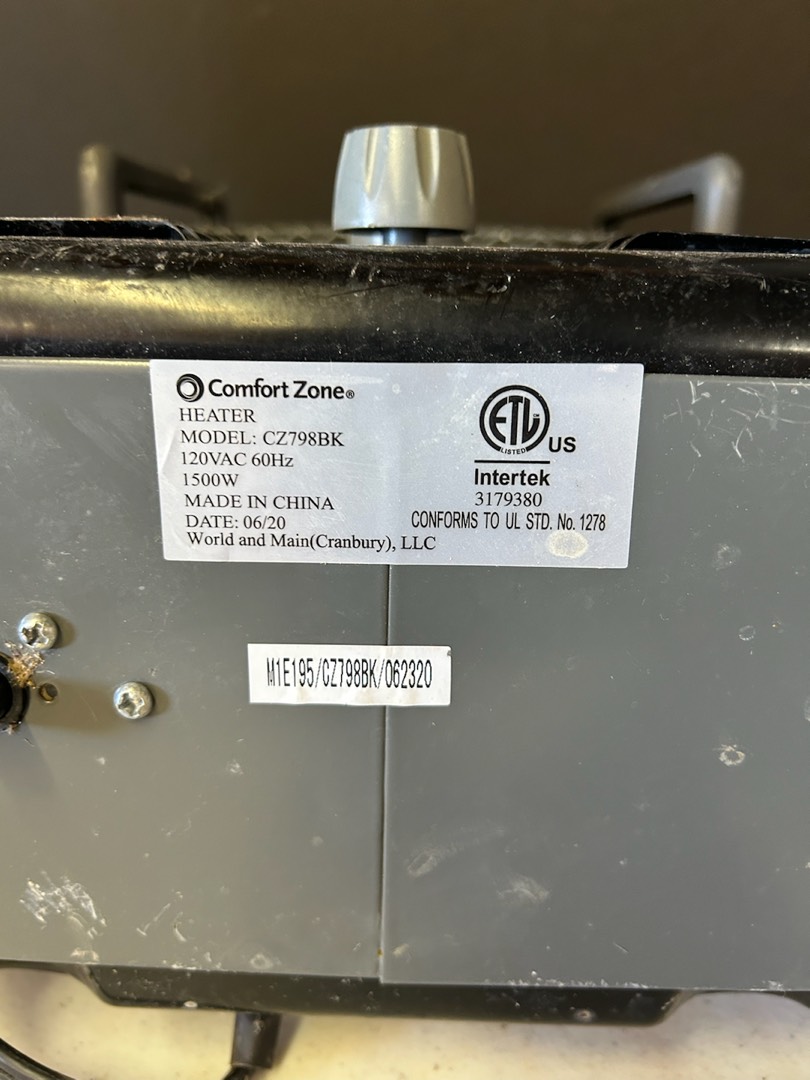 Comfort Zone®
HEATER
MODEL: CZ798BK
120VAC 60Hz
1500W
MADE IN CHINA
DATE: 06/20
World and Main(Cranbury), LLC
ETL CM
LISTED
US
Intertek
3179380
CONFORMS TO UL STD. No. 1278
M1E195/CZ798BK/062320